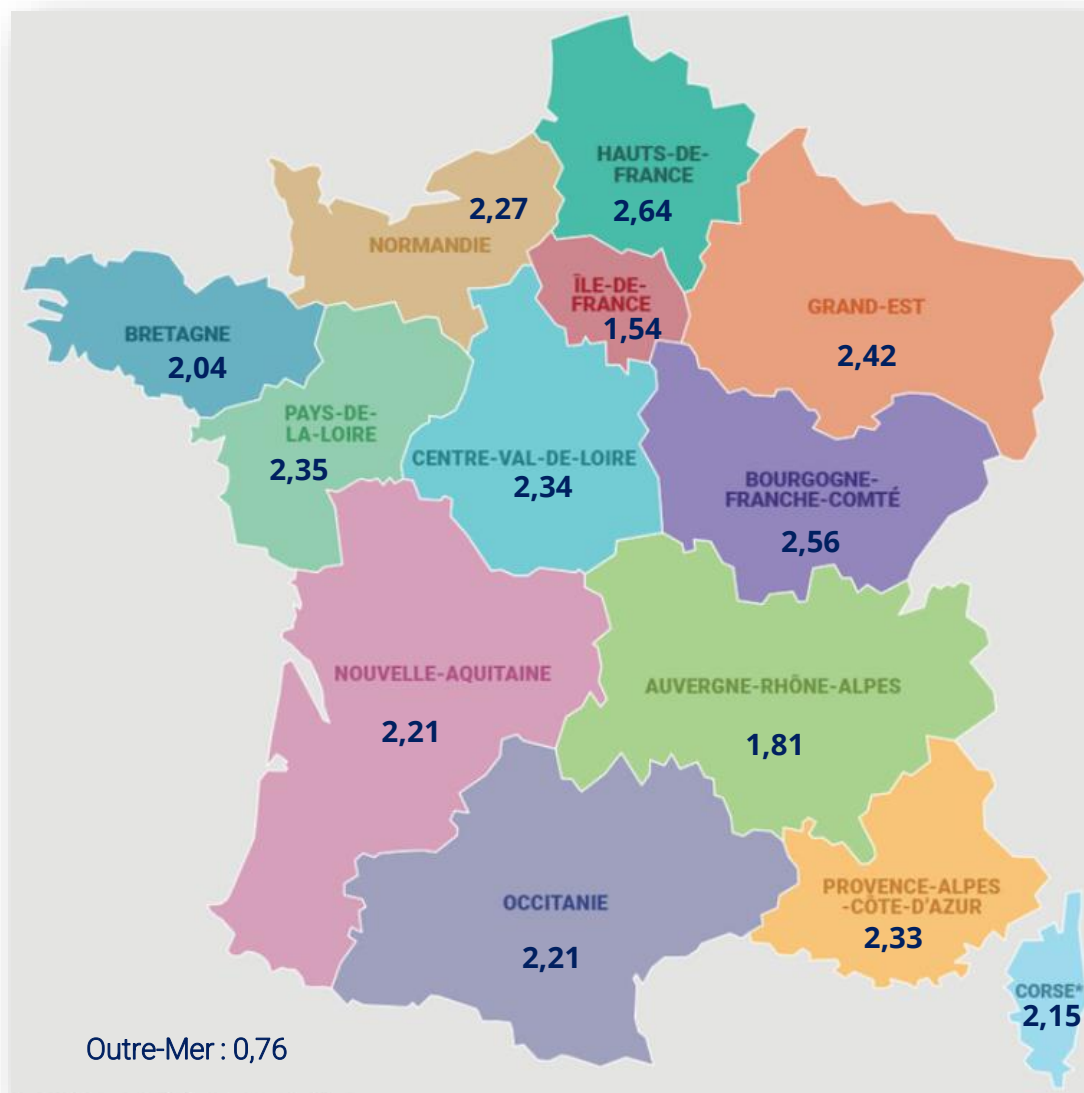 HAUTS-DE-
FRANCE
2,64
2,27
NORMANDIE
ÎLE-DE-
FRANCE
1,54
GRAND-EST
2,42
BRETAGNE
2,04
PAYS-DE-
LA-LOIRE
2,35
CENTRE-VAL-DE-LOIRE
2,34
BOURGOGNE-
FRANCHE-COMTÉ
2,56
NOUVELLE-AQUITAINE
2,21
AUVERGNE-RHÔNE-ALPES
1,81
OCCITANIE
2,21
PROVENCE-ALPES
-CÔTE-D'AZUR
2,33
CORSE*
2,15
Outre-Mer : 0,76